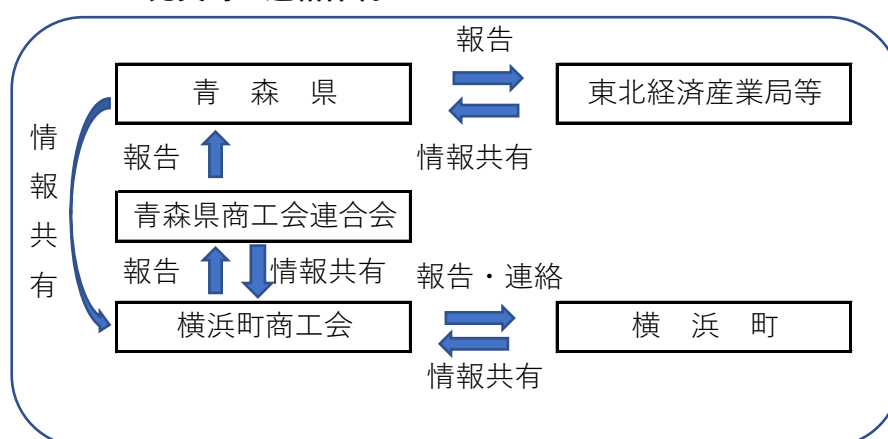 報告
青　森　県
東北経済産業局等
情報共有
報告
情報共有
青森県商工会連合会
報告
情報共有
報告・連絡
横浜町商工会
横　浜　町
情報共有